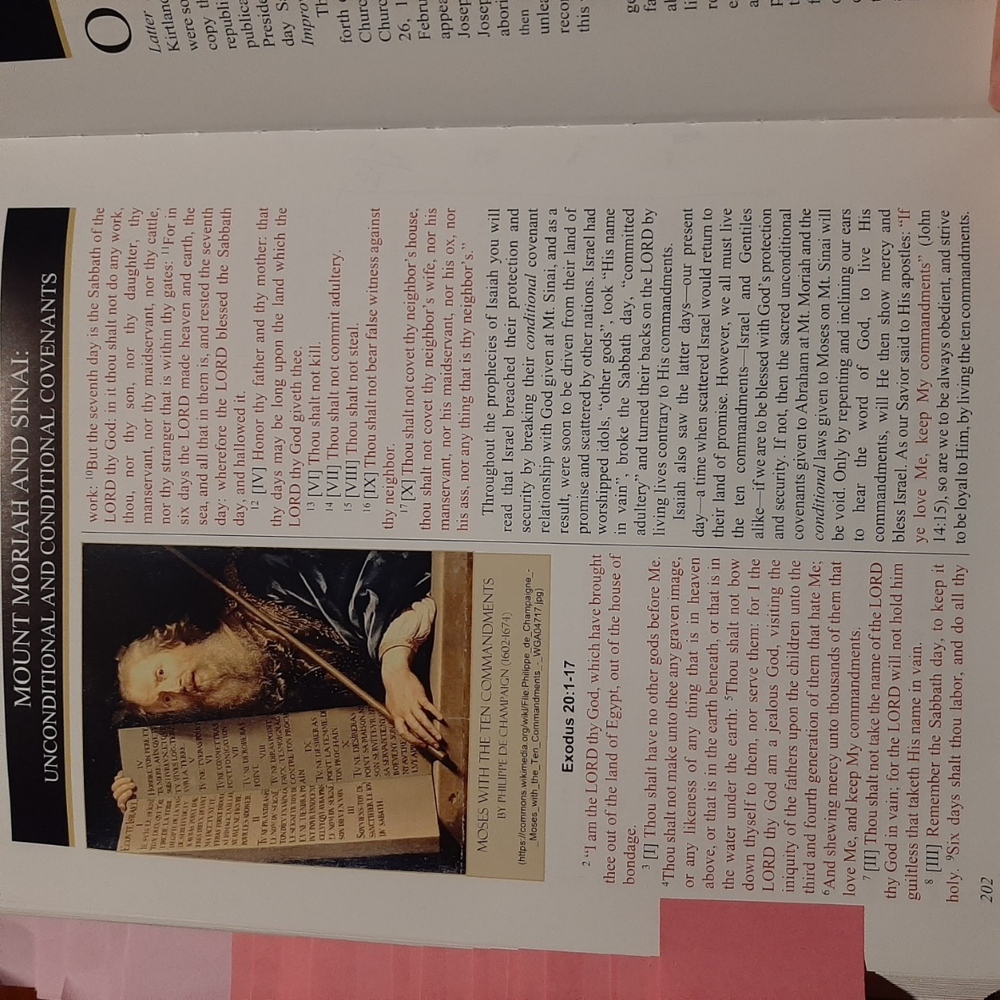 MOUNT MORIAH AND SINAI:
UNCONDITIONAL AND CONDITIONAL COVENANTS
MOSES WITH THE TEN COMMANDMENTS
BY PHILIPPE DE CHAMPAIGN (1602-1674)
(https://commons.wikimedia.org/wiki/File:Philippe_de_Champaigne_-
_Moses_with_the_Ten_Commandments_-_WGA04717.jpg)
Exodus 20:1-17
2 “I am the LORD thy God, which have brought
thee out of the land of Egypt, out of the house of
bondage.
3 [I] Thou shalt have no other gods before Me.
4Thou shalt not make unto thee any graven image,
or any likeness of any thing that is in heaven
above, or that is in the earth beneath, or that is in
the water under the earth: 5Thou shalt not bow
down thyself to them, nor serve them: for I the
LORD thy God am a jealous God, visiting the
iniquity of the fathers upon the children unto the
third and fourth generation of them that hate Me;
6And shewing mercy unto thousands of them that
love Me, and keep My commandments.
7 [II] Thou shalt not take the name of the LORD
thy God in vain; for the LORD will not hold him
guiltless that taketh His name in vain.
8 [III] Remember the Sabbath day, to keep it
holy. 9Six days shalt thou labor, and do all thy
work: 10But the seventh day is the Sabbath of the
LORD thy God: in it thou shalt not do any work,
thou, nor thy son, nor thy daughter, thy
manservant, nor thy maidservant, nor thy cattle,
nor thy stranger that is within thy gates: 11For in
six days the LORD made heaven and earth, the
sea, and all that in them is, and rested the seventh
day: wherefore the LORD blessed the Sabbath
day, and hallowed it.
12 [IV] Honor thy father and thy mother: that
thy days may be long upon the land which the
LORD thy God giveth thee.
13 [VI] Thou shalt not kill.
14 [VII] Thou shalt not commit adultery.
15 [VIII] Thou shalt not steal.
16 [IX] Thou shalt not bear false witness against
thy neighbor.
17 [X] Thou shalt not covet thy neighbor's house,
thou shalt not covet thy neighbor's wife, nor his
manservant, nor his maidservant, nor his ox, nor
his ass, nor any thing that is thy neighbor's.”
Throughout the prophecies of Isaiah you will
read that Israel breached their protection and
security by breaking their conditional covenant
relationship with God given at Mt. Sinai, and as a
result, were soon to be driven from their land of
promise and scattered by other nations. Israel had
worshipped idols, “other gods”, took “His name
in vain”, broke the Sabbath day, “committed
adultery” and turned their backs on the LORD by
living lives contrary to His commandments.
Isaiah also saw the latter days—our present
day—a time when scattered Israel would return to
their land of promise. However, we all must live
the ten commandments—Israel and Gentiles
alike—if we are to be blessed with God's protection
and security. If not, then the sacred unconditional
covenants given to Abraham at Mt. Moriah and the
conditional laws given to Moses on Mt. Sinai will
be void. Only by repenting and inclining our ears
to hear the word of God, to live His
commandments, will He then show mercy and
bless Israel. As our Savior said to His apostles: “If
ye love Me, keep My commandments” (John
14:15), so are we to be always obedient, and strive
to be loyal to Him, by living the ten commandments.
202
O
Latter
Kirtland
were so
copy th
republi
publica
Preside
day Sa
Improv
Th
forth
Church
Church
26, 1
Febru
appea
Josep
Josep
abori
then
unlea
recor
this